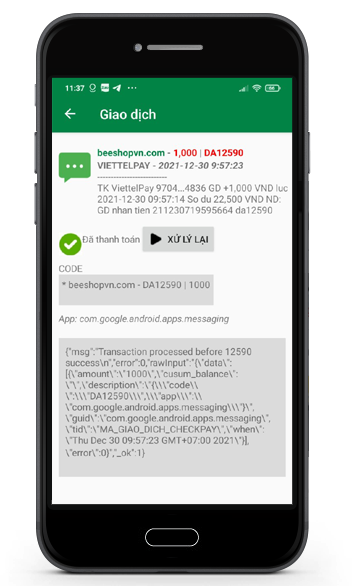 11:37
Giao dịch
beeshopvn.com - 1,000 | DA12590
VIETTELPAY - 2021-12-30 9:57:23
------------------------
TK ViettelPay 9704...4836 GD +1,000 VND luc
2021-12-30 09:57:14 So du 22,500 VND ND:
GD nhan tien 211230719595664 da12590
Đã thanh toán
XỬ LÝ LẠI
CODE
* beeshopvn.com - DA12590 | 1000
App: com.google.android.apps.messaging
{"msg":"Transaction processed before 12590
success\n","error":0,"rawInput":"{\"data\":
[{\"amount\":\"1000\",\"cusum_balance\":
\"\",\"description\":\"{\\\"code\\
\":\\\"DA12590\\\",\\\"app\\\":\\
\"com.google.android.apps.messaging\\\"}\",
\"guid\":\"com.google.android.apps.messaging\",
\"tid\":\"MA_GIAO_DICH_CHECKPAY\",\"when\":
\"Thu Dec 30 09:57:23 GMT+07:00 2021\"}],
\"error\":0}","_ok":1}